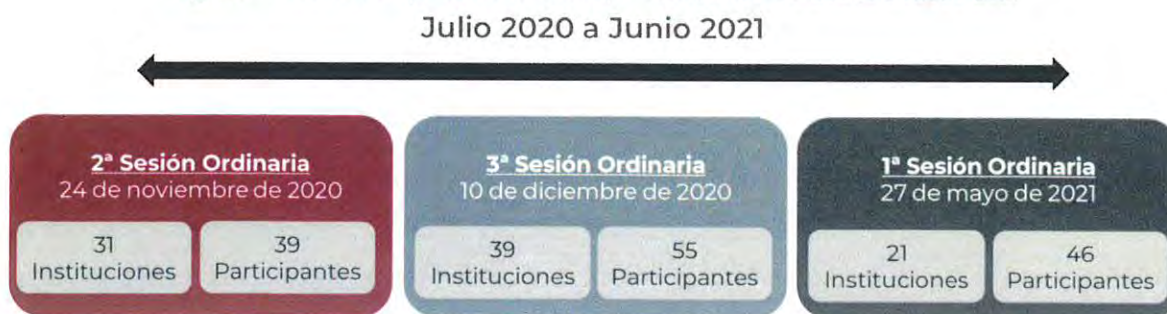 Julio 2020 a Junio 2021
2ª Sesión Ordinaria
24 de noviembre de 2020
31
Instituciones
39
Participantes
3ª Sesión Ordinaria
10 de diciembre de 2020
39
Instituciones
55
Participantes
1ª Sesión Ordinaria
27 de mayo de 2021
21
Instituciones
46
Participantes